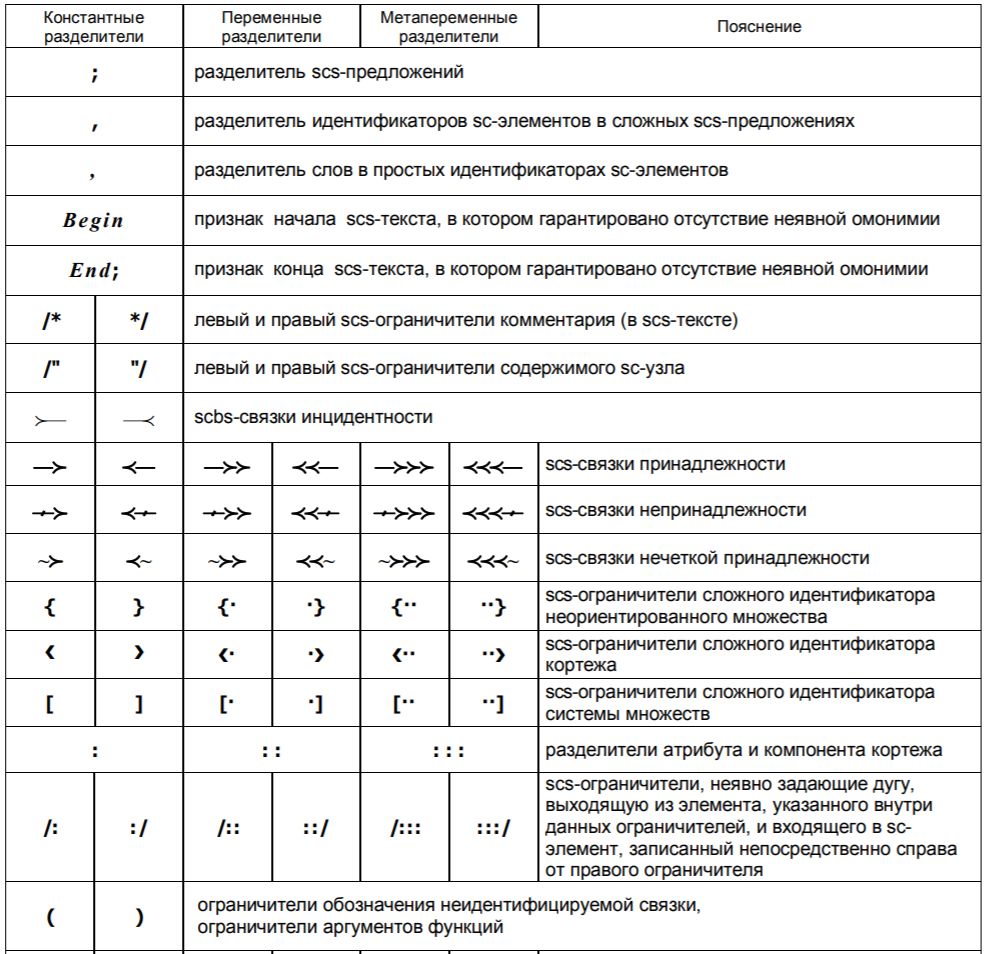 Константные разделители Переменные разделители Метапеременные разделители Пояснение
; разделитель scs-предложений
, разделитель идентификаторов sc-элементов в сложных scs-предложениях
, разделитель слов в простых идентификаторах sc-элементов
Begin признак начала scs-текста, в котором гарантировано отсутствие неявной омонимии
End; признак конца scs-текста, в котором гарантировано отсутствие неявной омонимии
/* */ левый и правый scs-ограничители комментария (в scs-тексте)
/" "/ левый и правый scs-ограничители содержимого sc-узла
≻— —≺ scbs-связки инцидентности
—≻ ≺— —≻≻ ≺≺— —≻≻≻ ≺≺≺— scs-связки принадлежности
scs-связки непринадлежности
~≻ ≺~ ~≻≻ ≺≺~ ~≻≻≻ ≺≺≺~ scs-связки нечеткой принадлежности
{ } {· ·} {·· ··} scs-ограничители сложного идентификатора
неориентированного множества
‹ › ‹· ·› ‹·· ··› scs-ограничители сложного идентификатора
кортежа
[ ] [· ·] [·· ··] scs-ограничители сложного идентификатора
системы множеств
: :: ::: разделители атрибута и компонента кортежа
scs-ограничители, неявно задающие дугу,
выходящую из элемента, указанного внутри
/: :/ /:: ::/ /::: :::/ данных ограничителей, и входящего в sc-
элемент, записанный непосредственно справа
от правого ограничителя
( ) ограничители обозначения неидентифицируемой связки,
ограничители аргументов функций